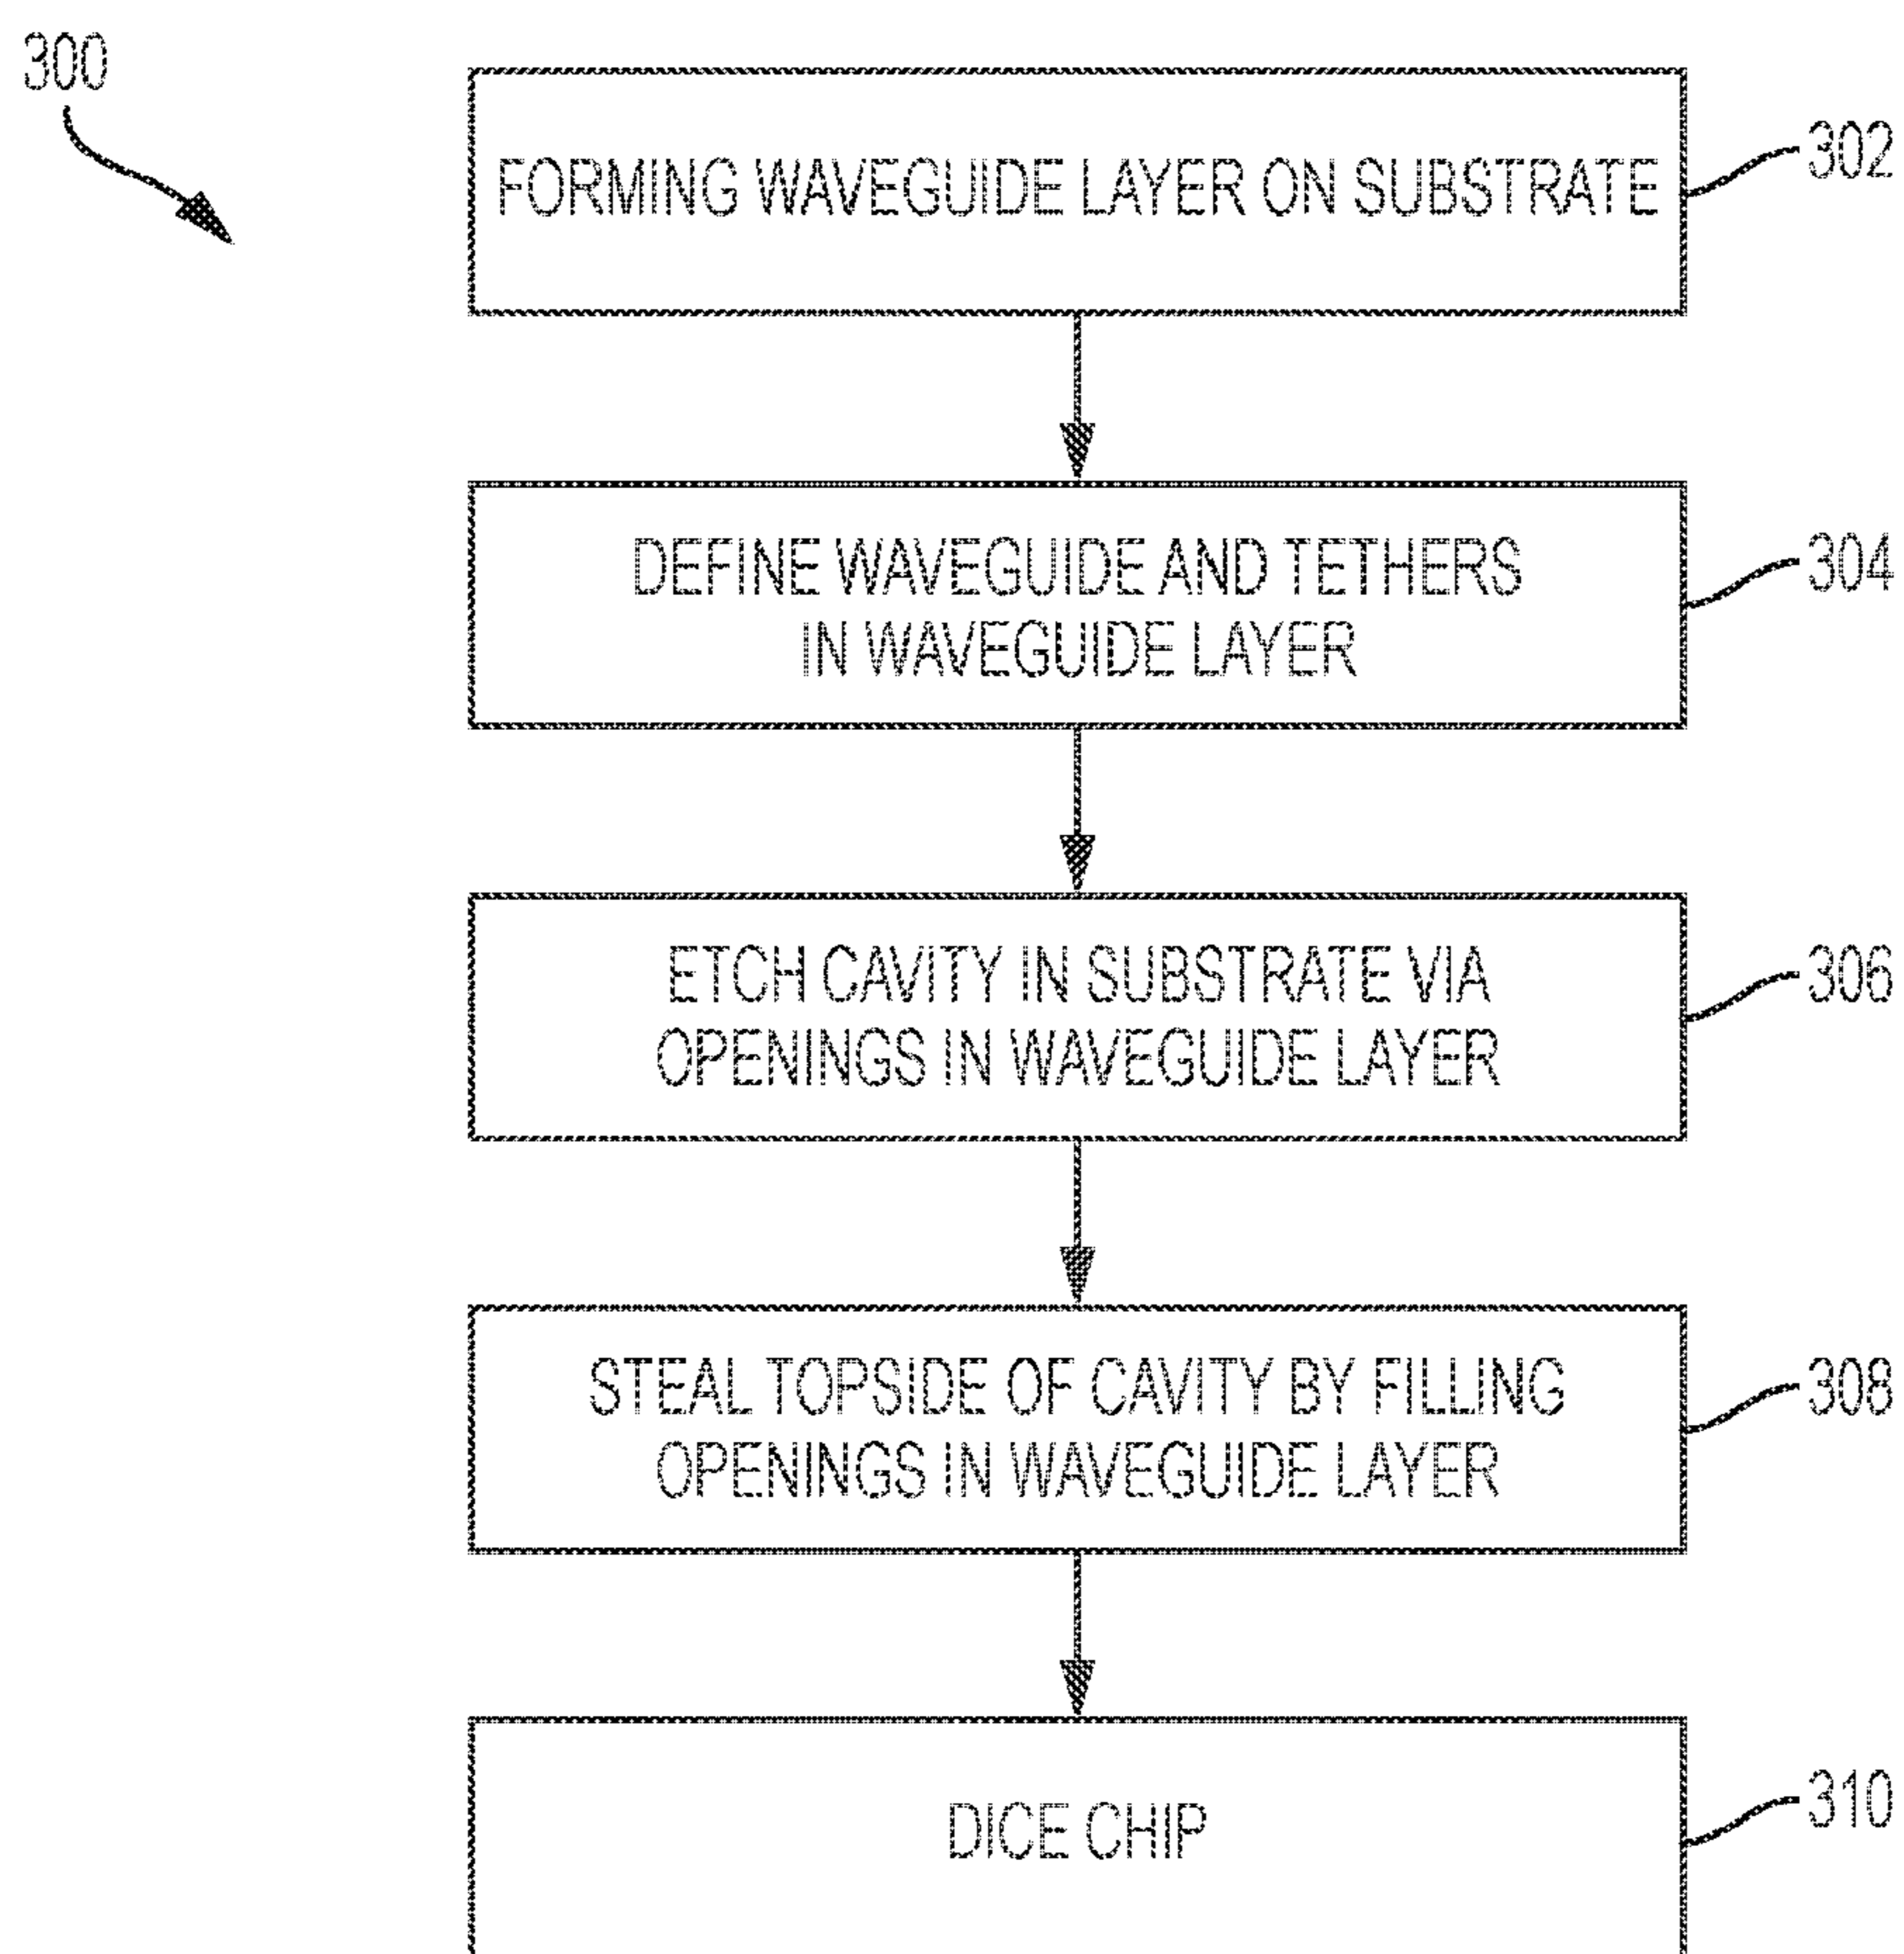 300
FORMING WAVEGUIDE LAYER ON SUBSTRATE
302
DEFINE WAVEGUIDE AND TETHERS
IN WAVEGUIDE LAYER
304
ETCH CAVITY IN SUBSTRATE VIA
OPENINGS IN WAVEGUIDE LAYER
306
STEAL TOPSIDE OF CAVITY BY FILLING
OPENINGS IN WAVEGUIDE LAYER
308
DICE CHIP
310